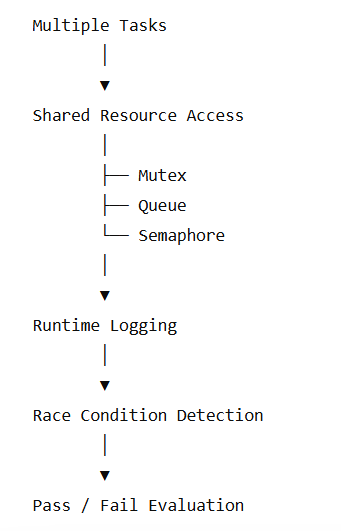 Multiple Tasks
Shared Resource Access
Mutex
Queue
Semaphore
Runtime Logging
Race Condition Detection
Pass / Fail Evaluation